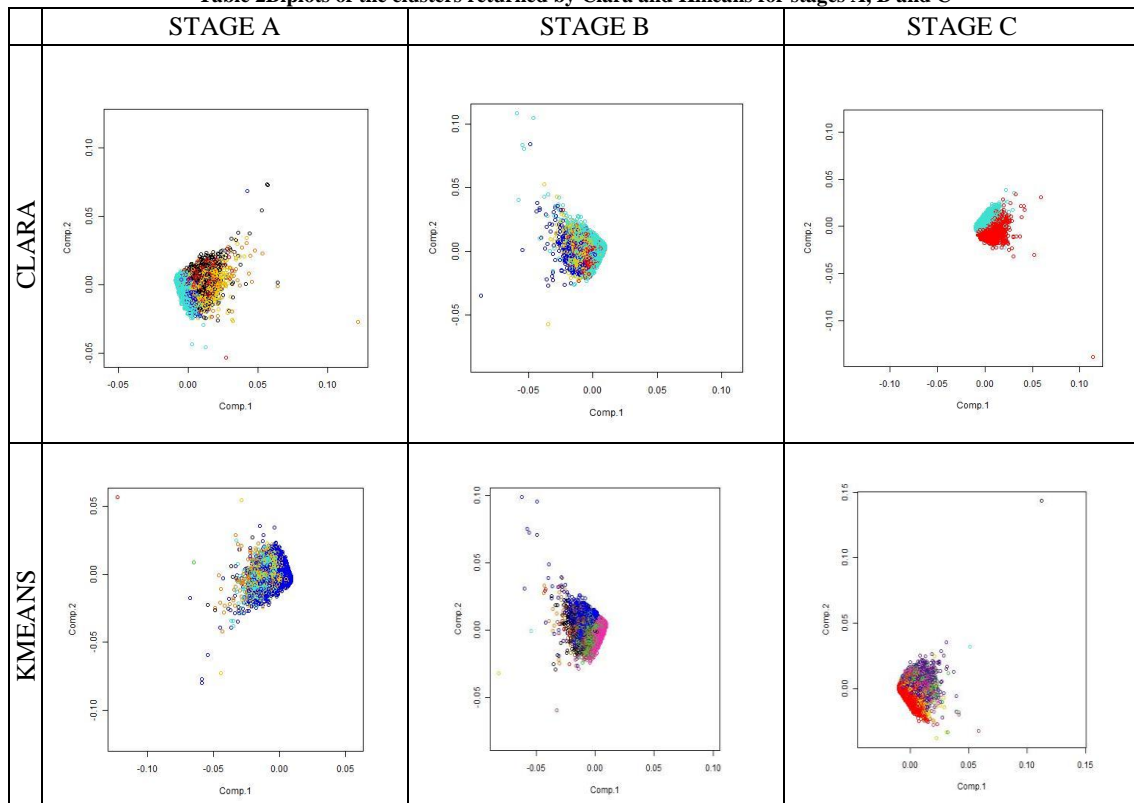 Table 2Biplots of the clusters returned by Clara and Kmeans for stages A, B and C
STAGE A STAGE B STAGE C
CLARA
0.10
0.05
0.00
-0.05
Comp.2
-0.05 0.00 0.05 0.10
Comp.1
0.10
0.05
0.00
-0.05
Comp.2
-0.05 0.00 0.05 0.10
Comp.1
0.10
0.05
0.00
-0.05
-0.10
Comp.2
-0.10 -0.05 0.00 0.05 0.10
Comp.1
KMEANS
0.05
0.00
-0.05
-0.10
Comp.2
-0.10 -0.05 0.00 0.05
Comp.1
0.10
0.05
0.00
-0.05
Comp.2
-0.05 0.00 0.05 0.10
Comp.1
0.15
0.10
0.05
0.00
Comp.2
0.00 0.05 0.10 0.15
Comp.1